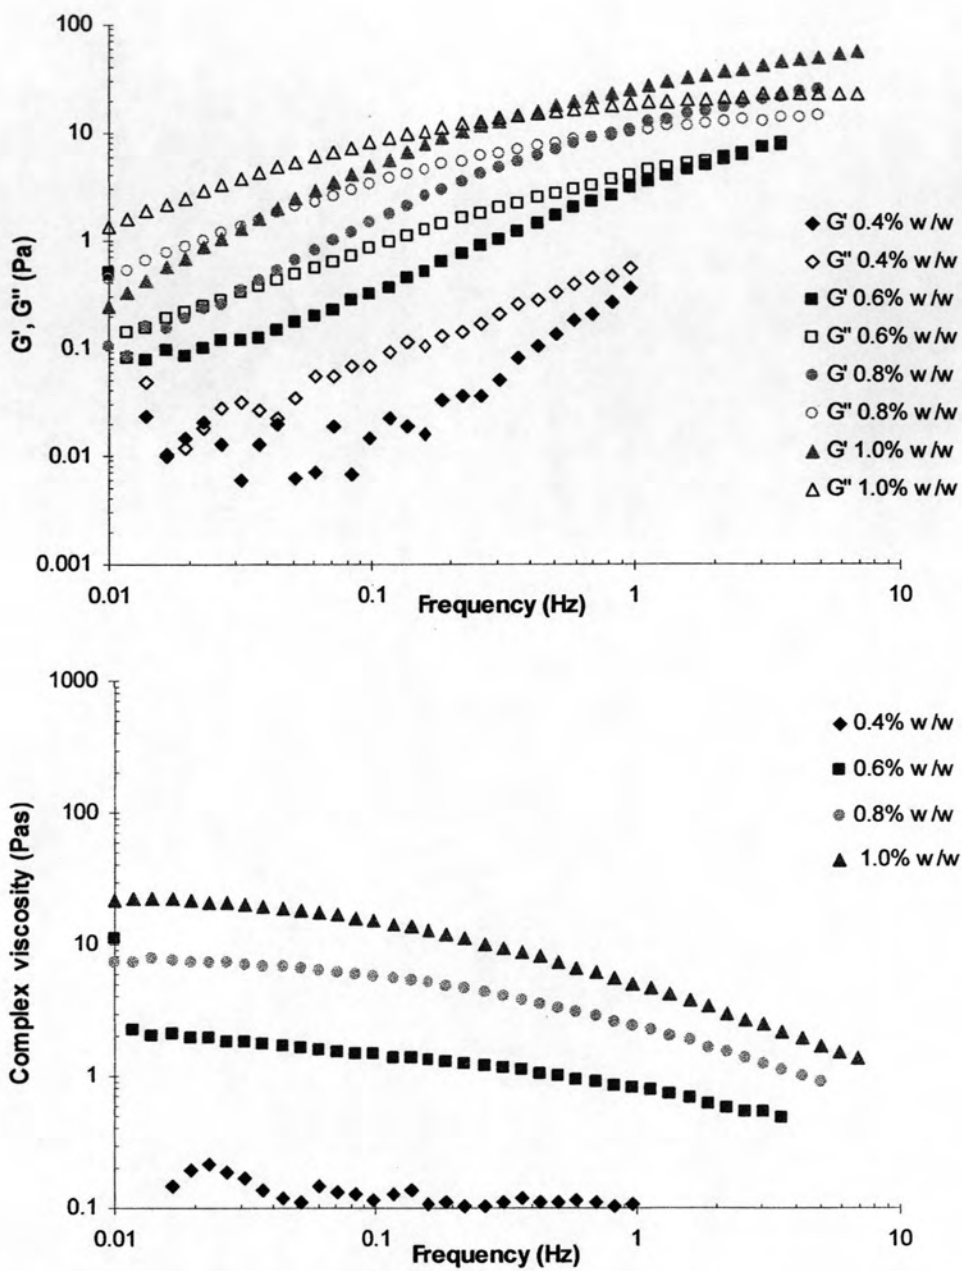 100
10
1
0.1
0.01
0.001
G', G" (Pa)
0.01
0.1
1
10
Frequency (Hz)
G' 0.4% w/w
G" 0.4% w/w
G' 0.6% w/w
G" 0.6% w/w
G' 0.8% w/w
G" 0.8% w/w
G' 1.0% w/w
G" 1.0% w/w
1000
100
10
1
0.1
Complex viscosity (Pas)
0.01
0.1
1
10
Frequency (Hz)
0.4% w/w
0.6% w/w
0.8% w/w
1.0% w/w